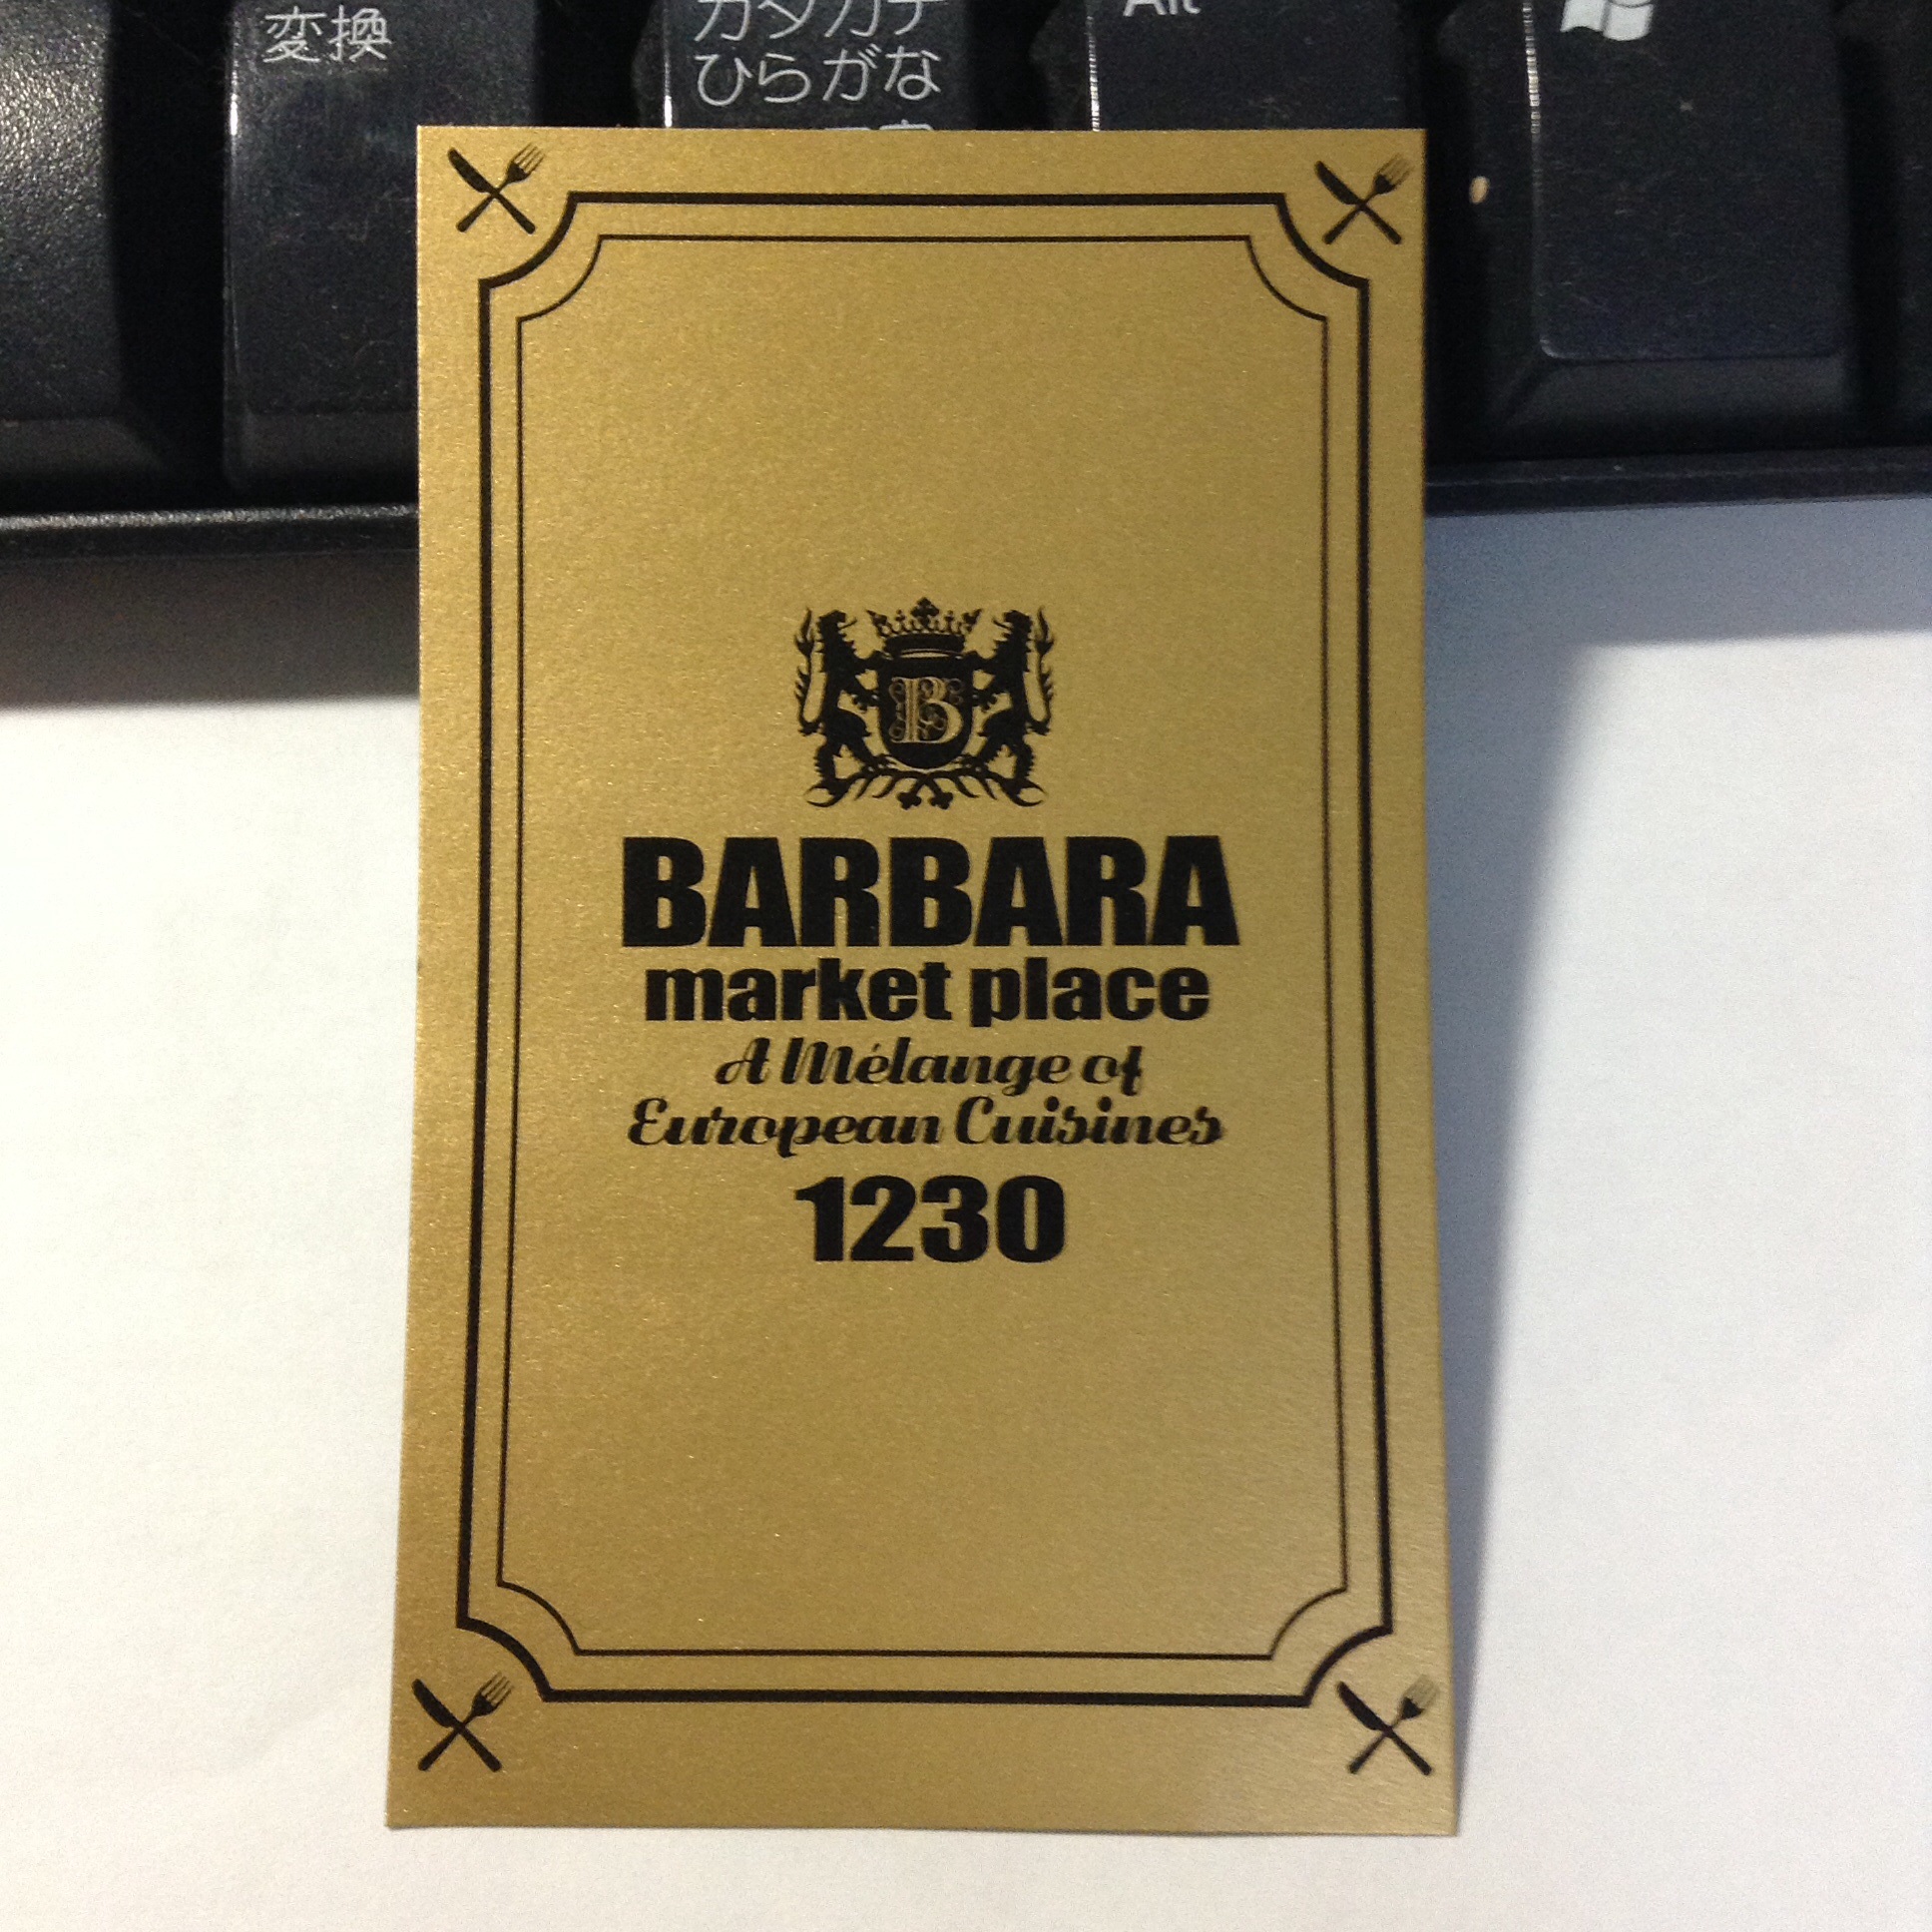 変換
カタカナ
ひらがな
Alt
B
BARBARA
market place
A Mélange of
European Cuisines
1230